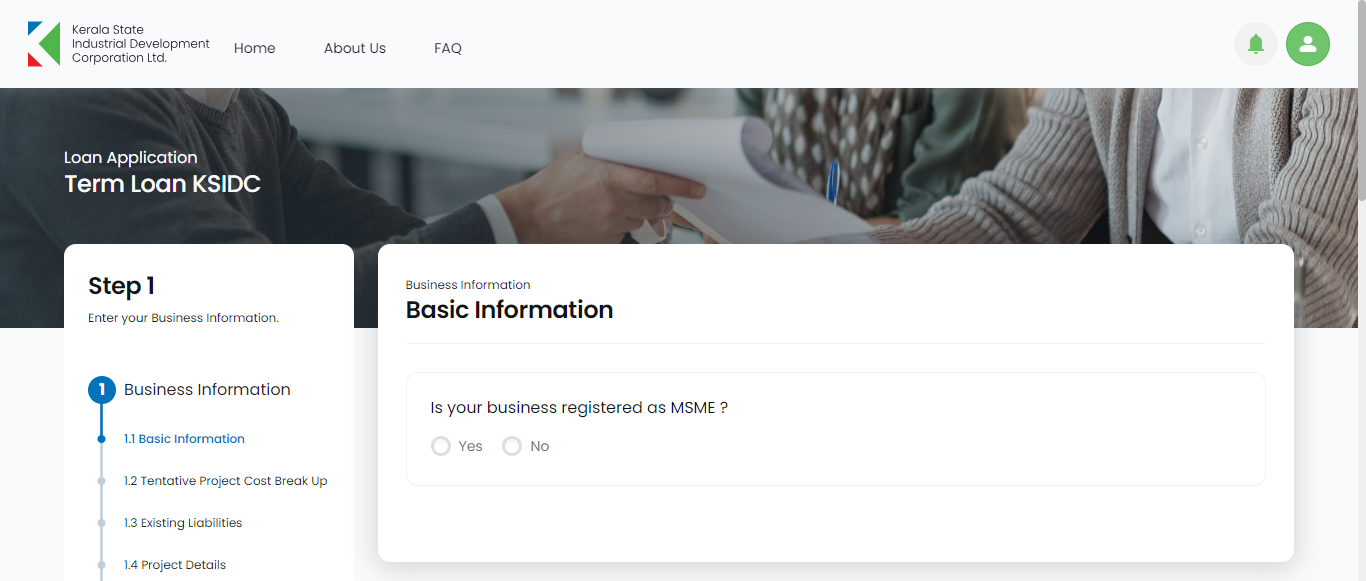 Kerala State
Industrial Development
Corporation Ltd.
Home
About Us
FAQ
Loan Application
Term Loan KSIDC
Step 1
Enter your Business Information.
1 Business Information
1.1 Basic Information
1.2 Tentative Project Cost Break Up
1.3 Existing Liabilities
1.4 Project Details
Business Information
Basic Information
Is your business registered as MSME ?
Yes
No